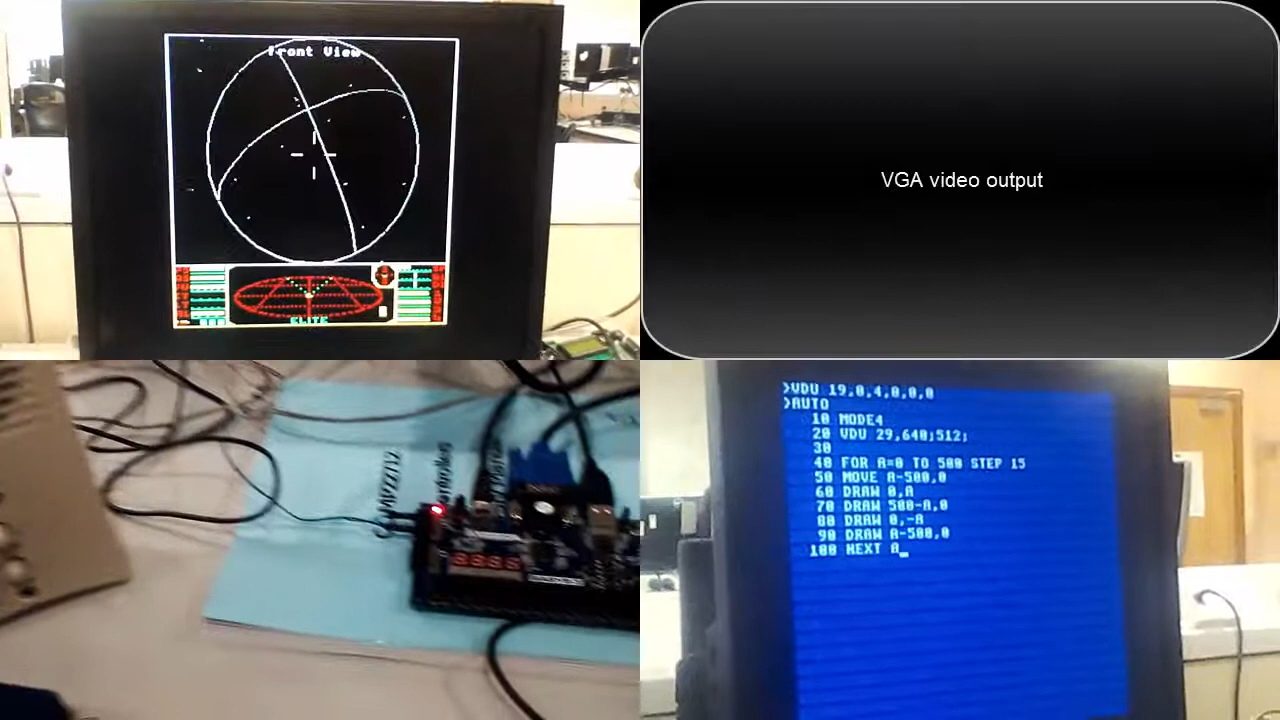 Front View
ELITE
VGA video output
>VDU 19,0,4,0,0,0
>AUTO
10 MODE4
20 VDU 29,640;512;
30
40 FOR A=0 TO 500 STEP 15
50 MOVE A-500,0
60 DRAW 0,A
70 DRAW 500-A,0
80 DRAW 0,-A
90 DRAW A-500,0
100 NEXT A_